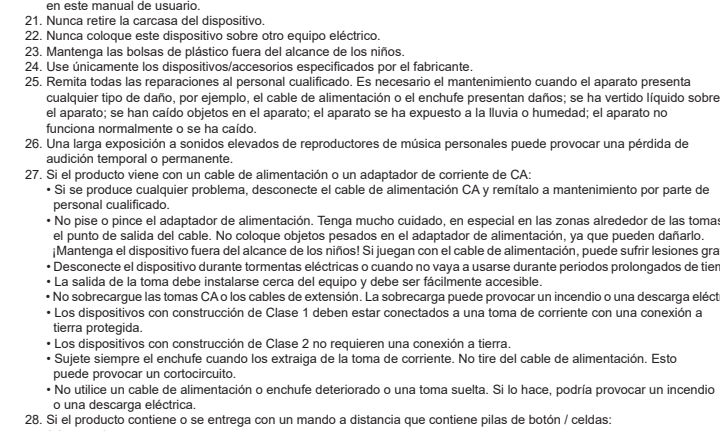 en este manual de usuario.
21. Nunca retire la carcasa del dispositivo.
22. Nunca coloque este dispositivo sobre otro equipo eléctrico.
23. Mantenga las bolsas de plástico fuera del alcance de los niños.
24. Use únicamente los dispositivos/accesorios especificados por el fabricante.
25. Remita todas las reparaciones al personal cualificado. Es necesario el mantenimiento cuando el aparato presenta
cualquier tipo de daño, por ejemplo, el cable de alimentación o el enchufe presentan daños; se ha vertido líquido sobre
el aparato; se han caído objetos en el aparato; el aparato se ha expuesto a la lluvia o humedad; el aparato no
funciona normalmente o se ha caído.
26. Una larga exposición a sonidos elevados de reproductores de música personales puede provocar una pérdida de
audición temporal o permanente.
27. Si el producto viene con un cable de alimentación o un adaptador de corriente de CA:
• Si se produce cualquier problema, desconecte el cable de alimentación CA y remítalo a mantenimiento por parte de
personal cualificado.
• No pise o pince el adaptador de alimentación. Tenga mucho cuidado, en especial en las zonas alrededor de las tomas
el punto de salida del cable. No coloque objetos pesados en el adaptador de alimentación, ya que pueden dañarlo.
¡Mantenga el dispositivo fuera del alcance de los niños! Si juegan con el cable de alimentación, puede sufrir lesiones gra
• Desconecte el dispositivo durante tormentas eléctricas o cuando no vaya a usarse durante periodos prolongados de tiem
• La salida de la toma debe instalarse cerca del equipo y debe ser fácilmente accesible.
• No sobrecargue las tomas CA o los cables de extensión. La sobrecarga puede provocar un incendio o una descarga eléct
• Los dispositivos con construcción de Clase 1 deben estar conectados a una toma de corriente con una conexión a
tierra protegida.
• Los dispositivos con construcción de Clase 2 no requieren una conexión a tierra.
• Sujete siempre el enchufe cuando los extraiga de la toma de corriente. No tire del cable de alimentación. Esto
puede provocar un cortocircuito.
• No utilice un cable de alimentación o enchufe deteriorado o una toma suelta. Si lo hace, podría provocar un incendio
o una descarga eléctrica.
28. Si el producto contiene o se entrega con un mando a distancia que contiene pilas de botón / celdas: